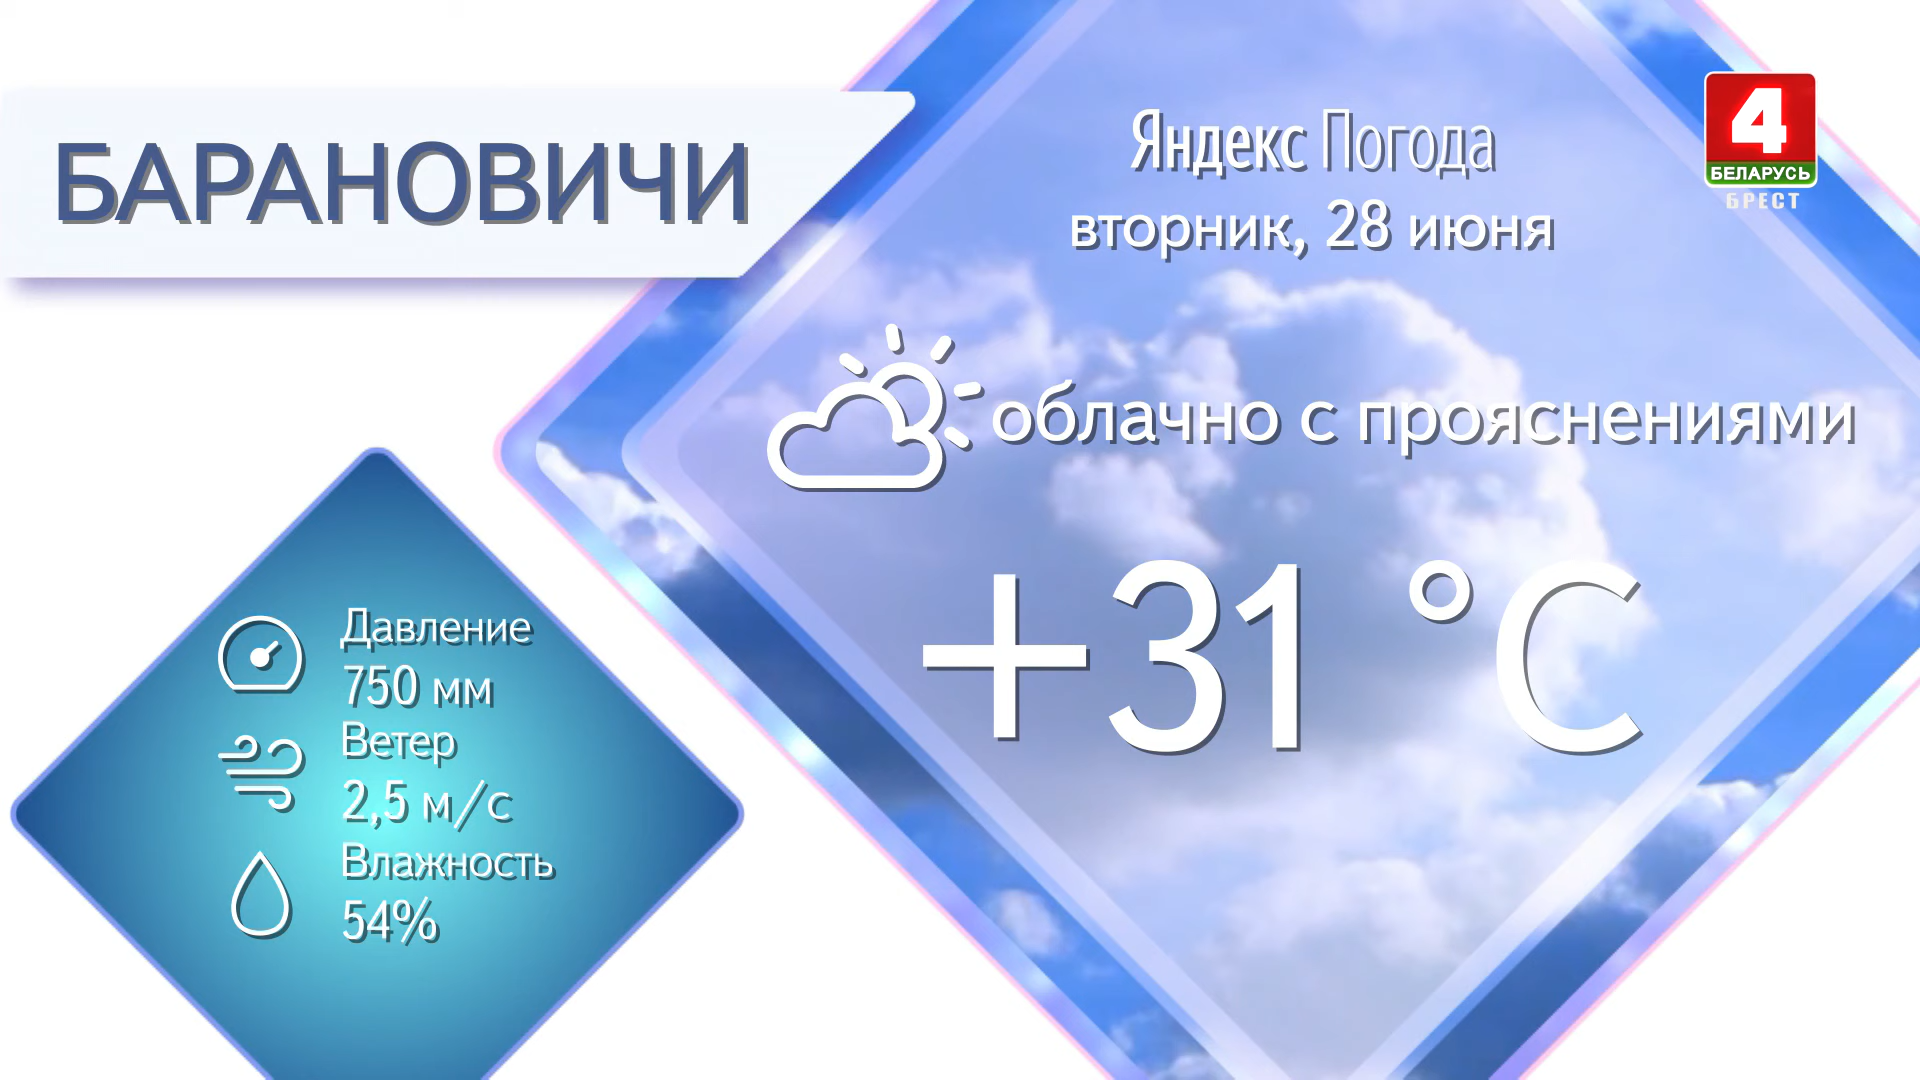 БАРАНОВИЧИ
Яндекс Погода
вторник, 28 июня
4
БЕЛАРУСЬ
БРЕСТ
облачно с прояснениями
+31 °C
Давление
750 мм
Ветер
2,5 м/с
Влажность
54%